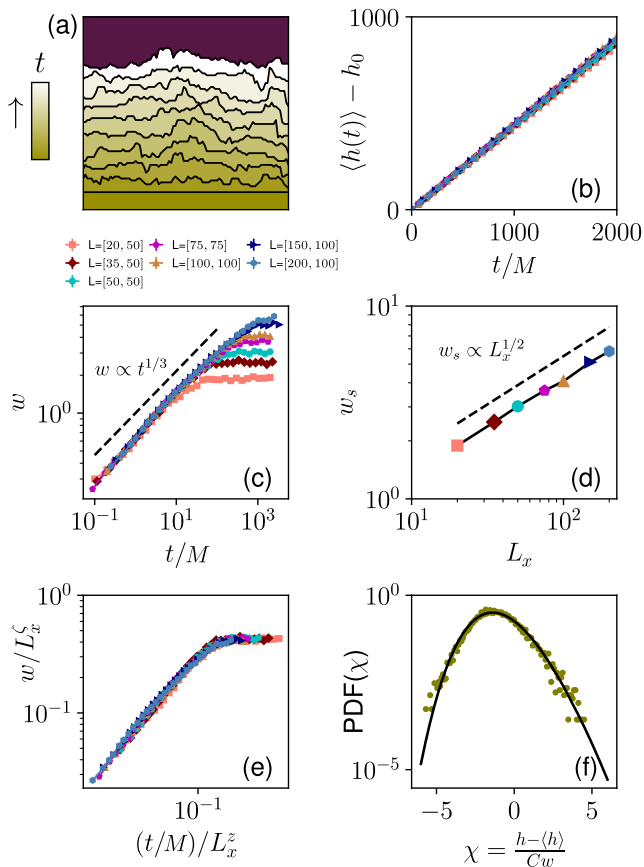 (a)
t
↑
1000
500
0
⟨h(t)⟩ − h₀
(b)
0
1000
2000
t/M
L=[20, 50]
L=[35, 50]
L=[50, 50]
L=[75, 75]
L=[100, 100]
L=[150, 100]
L=[200, 100]
w
10⁰
w ∝ t^{1/3}
(c)
10⁻¹
10¹
10³
t/M
w_s
10¹
10⁰
w_s ∝ L_x^{1/2}
(d)
10¹
10²
L_x
w/L_x^ζ
10⁰
10⁻¹
(e)
10⁻¹
(t/M)/L_x^z
PDF(χ)
10⁰
10⁻⁵
(f)
−5
0
5
χ = \frac{h−⟨h⟩}{Cw}